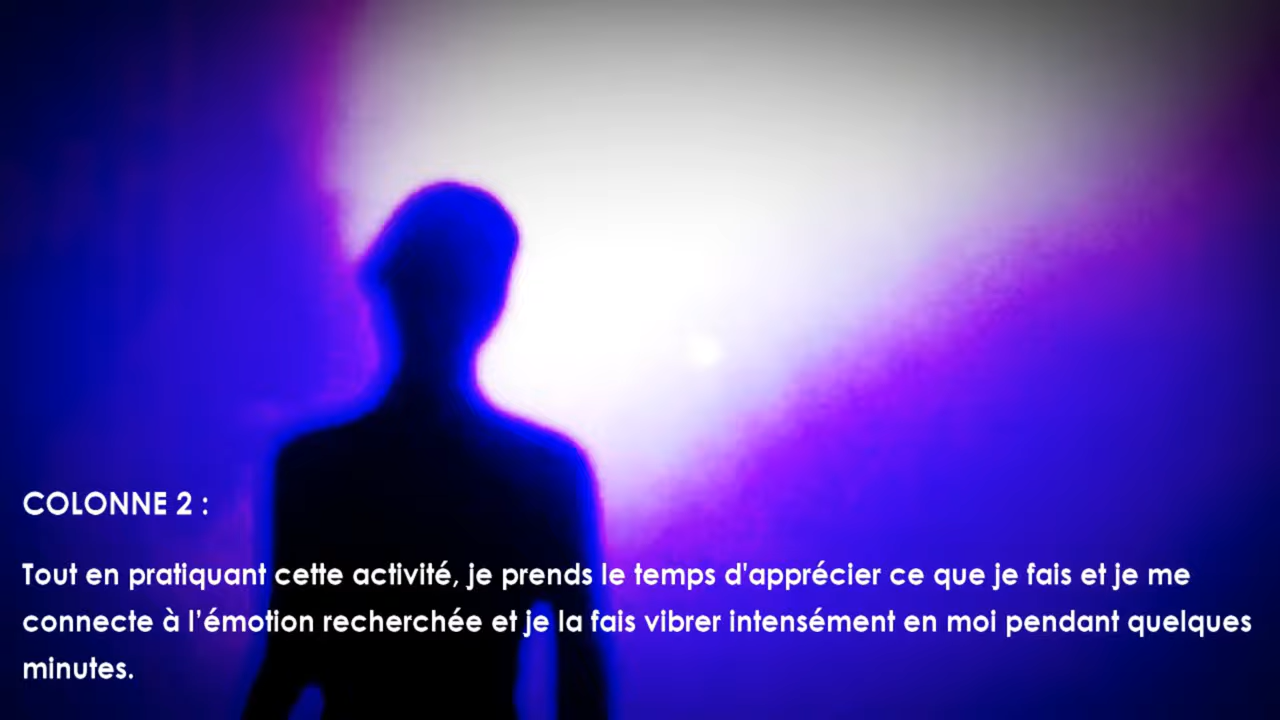 COLONNE 2 :
Tout en pratiquant cette activité, je prends le temps d'apprécier ce que je fais et je me
connecte à l'émotion recherchée et je la fais vibrer intensément en moi pendant quelques
minutes.